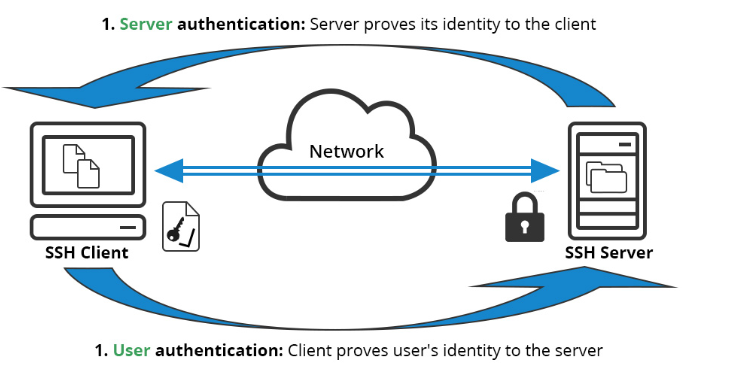 1. Server authentication: Server proves its identity to the client
Network
SSH Client
SSH Server
1. User authentication: Client proves user's identity to the server